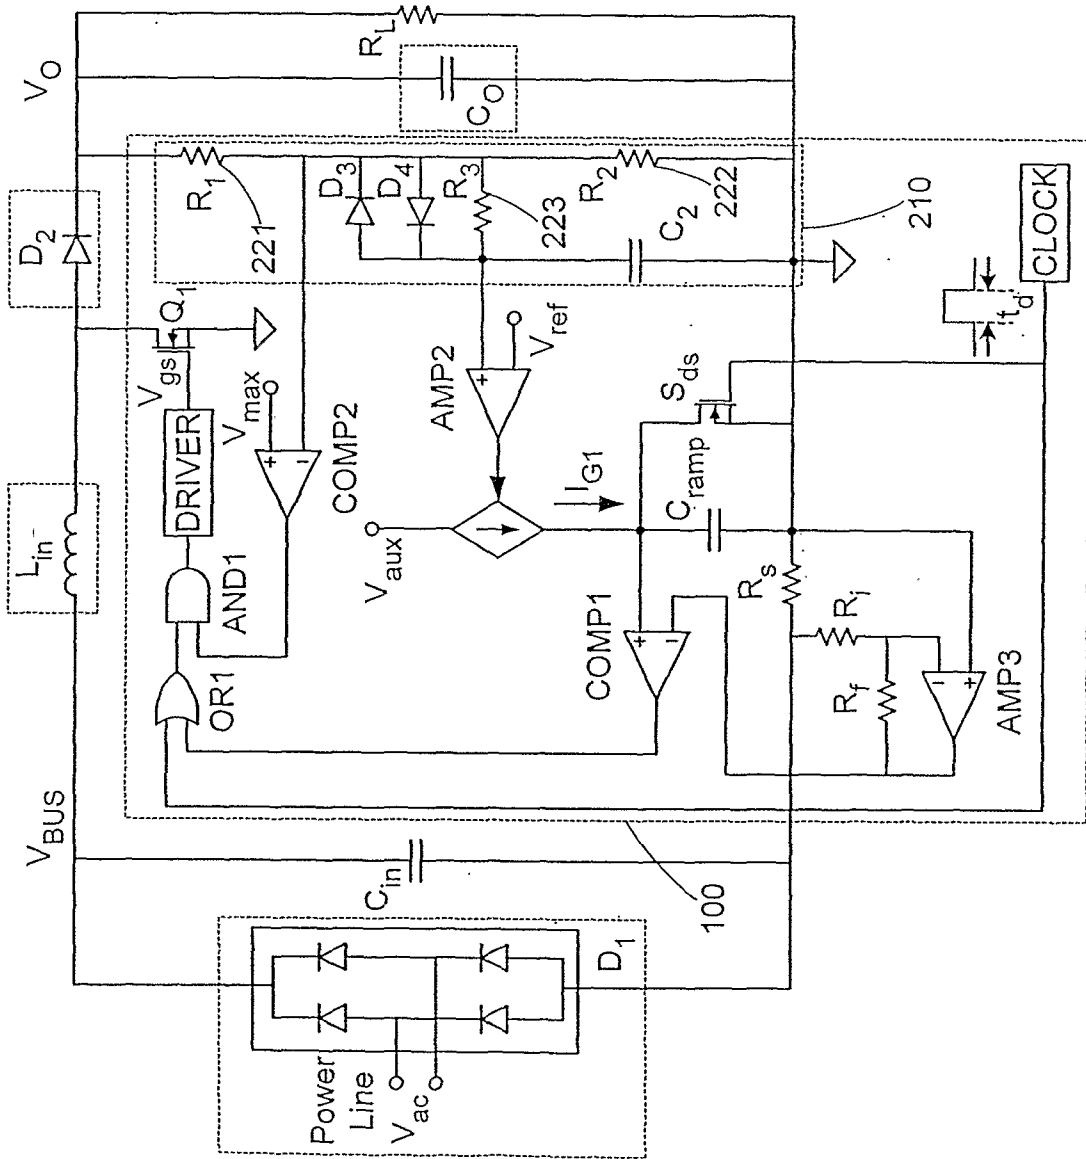 V_BUS
L_in
D_2
V_O
Power
Line
V_ac
D_1
C_in
100
OR1
AND1
DRIVER
V_gs
Q_1
V_max
COMP2
V_aux
AMP2
V_ref
I_G1
R_1
221
D_3
D_4
R_3
223
R_2
222
C_2
210
C_O
R_L
COMP1
C_ramp
S_ds
R_s
R_i
R_f
AMP3
t_d
CLOCK
+
-
+
+
-
-
+